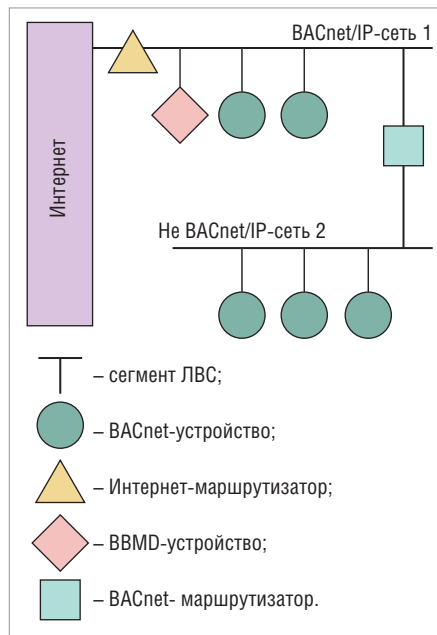 BACnet/IP-сеть 1
Интернет
Не BACnet/IP-сеть 2
– сегмент ЛВС;
– BACnet-устройство;
– Интернет-маршрутизатор;
– BBMD-устройство;
– BACnet- маршрутизатор.